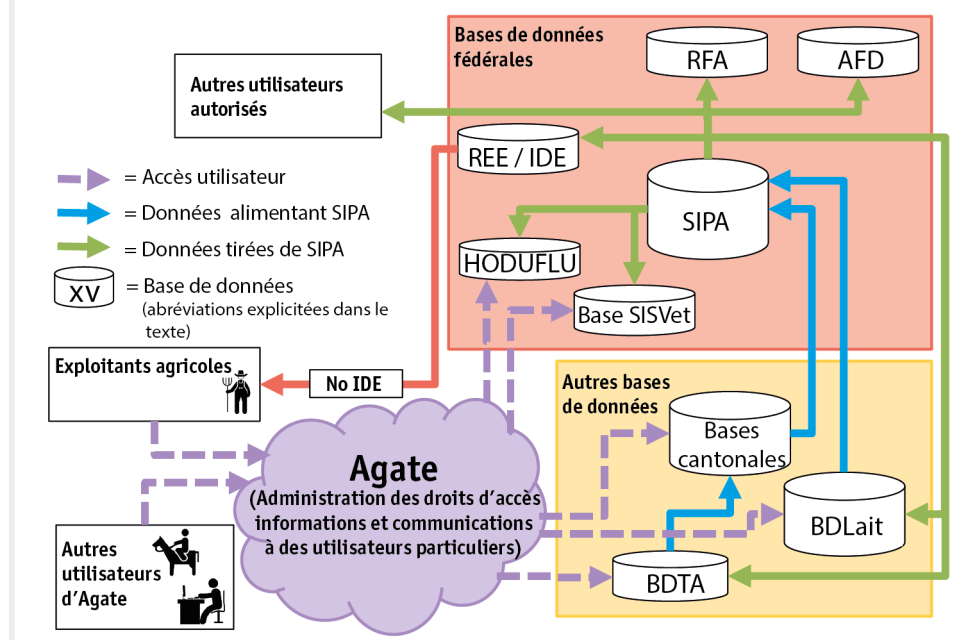 Bases de données
fédérales
RFA
AFD
Autres utilisateurs
autorisés
REE / IDE
= Accès utilisateur
= Données alimentant SIPA
= Données tirées de SIPA
XV
= Base de données
(abréviations explicitées dans le
texte)
SIPA
HODUFLU
Base SISVet
Exploitants agricoles
No IDE
Autres bases
de données
Bases
cantonales
Agate
(Administration des droits d’accès
informations et communications
à des utilisateurs particuliers)
BDLait
Autres
utilisateurs
d’Agate
BDTA